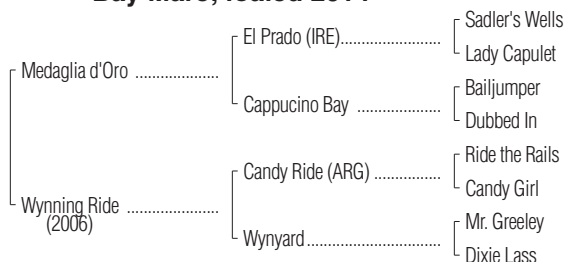 Bay Mare, foaled
Sadler's Wells
El Prado (IRE)........................
Lady Capulet
Medaglia d'Oro ....................
Bailjumper
Cappucino Bay ....................
Dubbed In
Ride the Rails
Candy Ride (ARG) ................
Candy Girl
Wynning Ride ......................
(2006)
Mr. Greeley
Wynyard................................
Dixie Lass